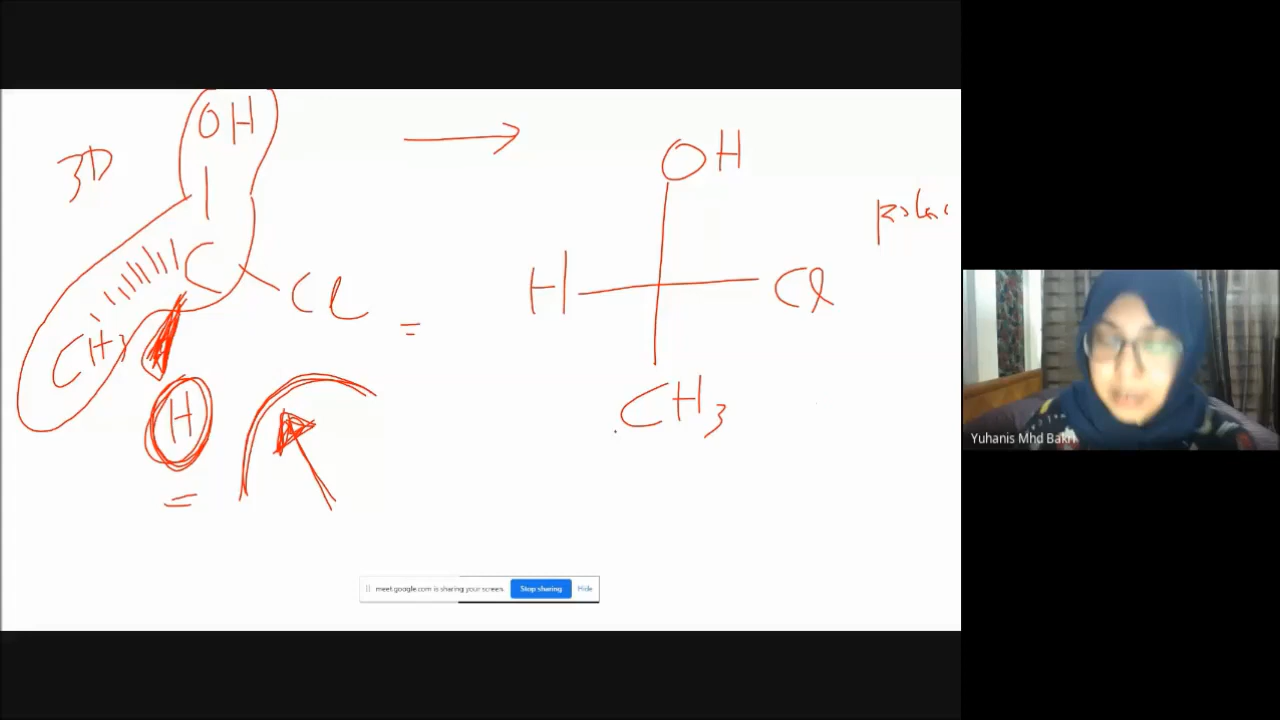 3D
OH
C
Cl
CH3
H
=
=
OH
H
Cl
CH3
meet.google.com is sharing your screen.
Stop sharing
Hide
Yuhanis Mhd Bakri